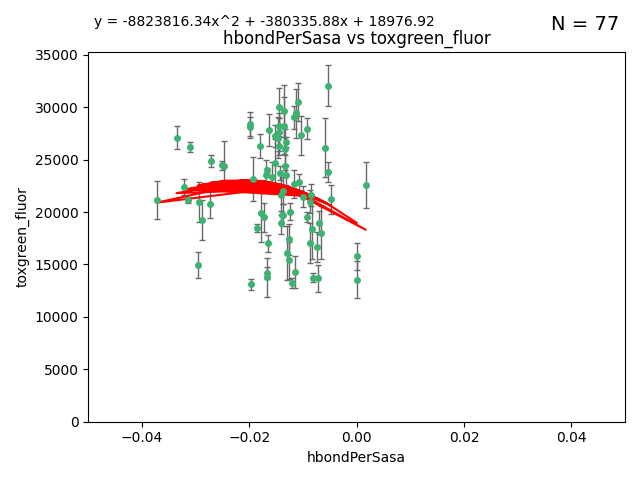 y = -8823816.34x^2 + -380335.88x + 18976.92
N = 77
hbondPerSasa vs toxgreen_fluor
35000
30000
25000
20000
15000
10000
5000
0
toxgreen_fluor
−0.04
−0.02
0.00
0.02
0.04
hbondPerSasa